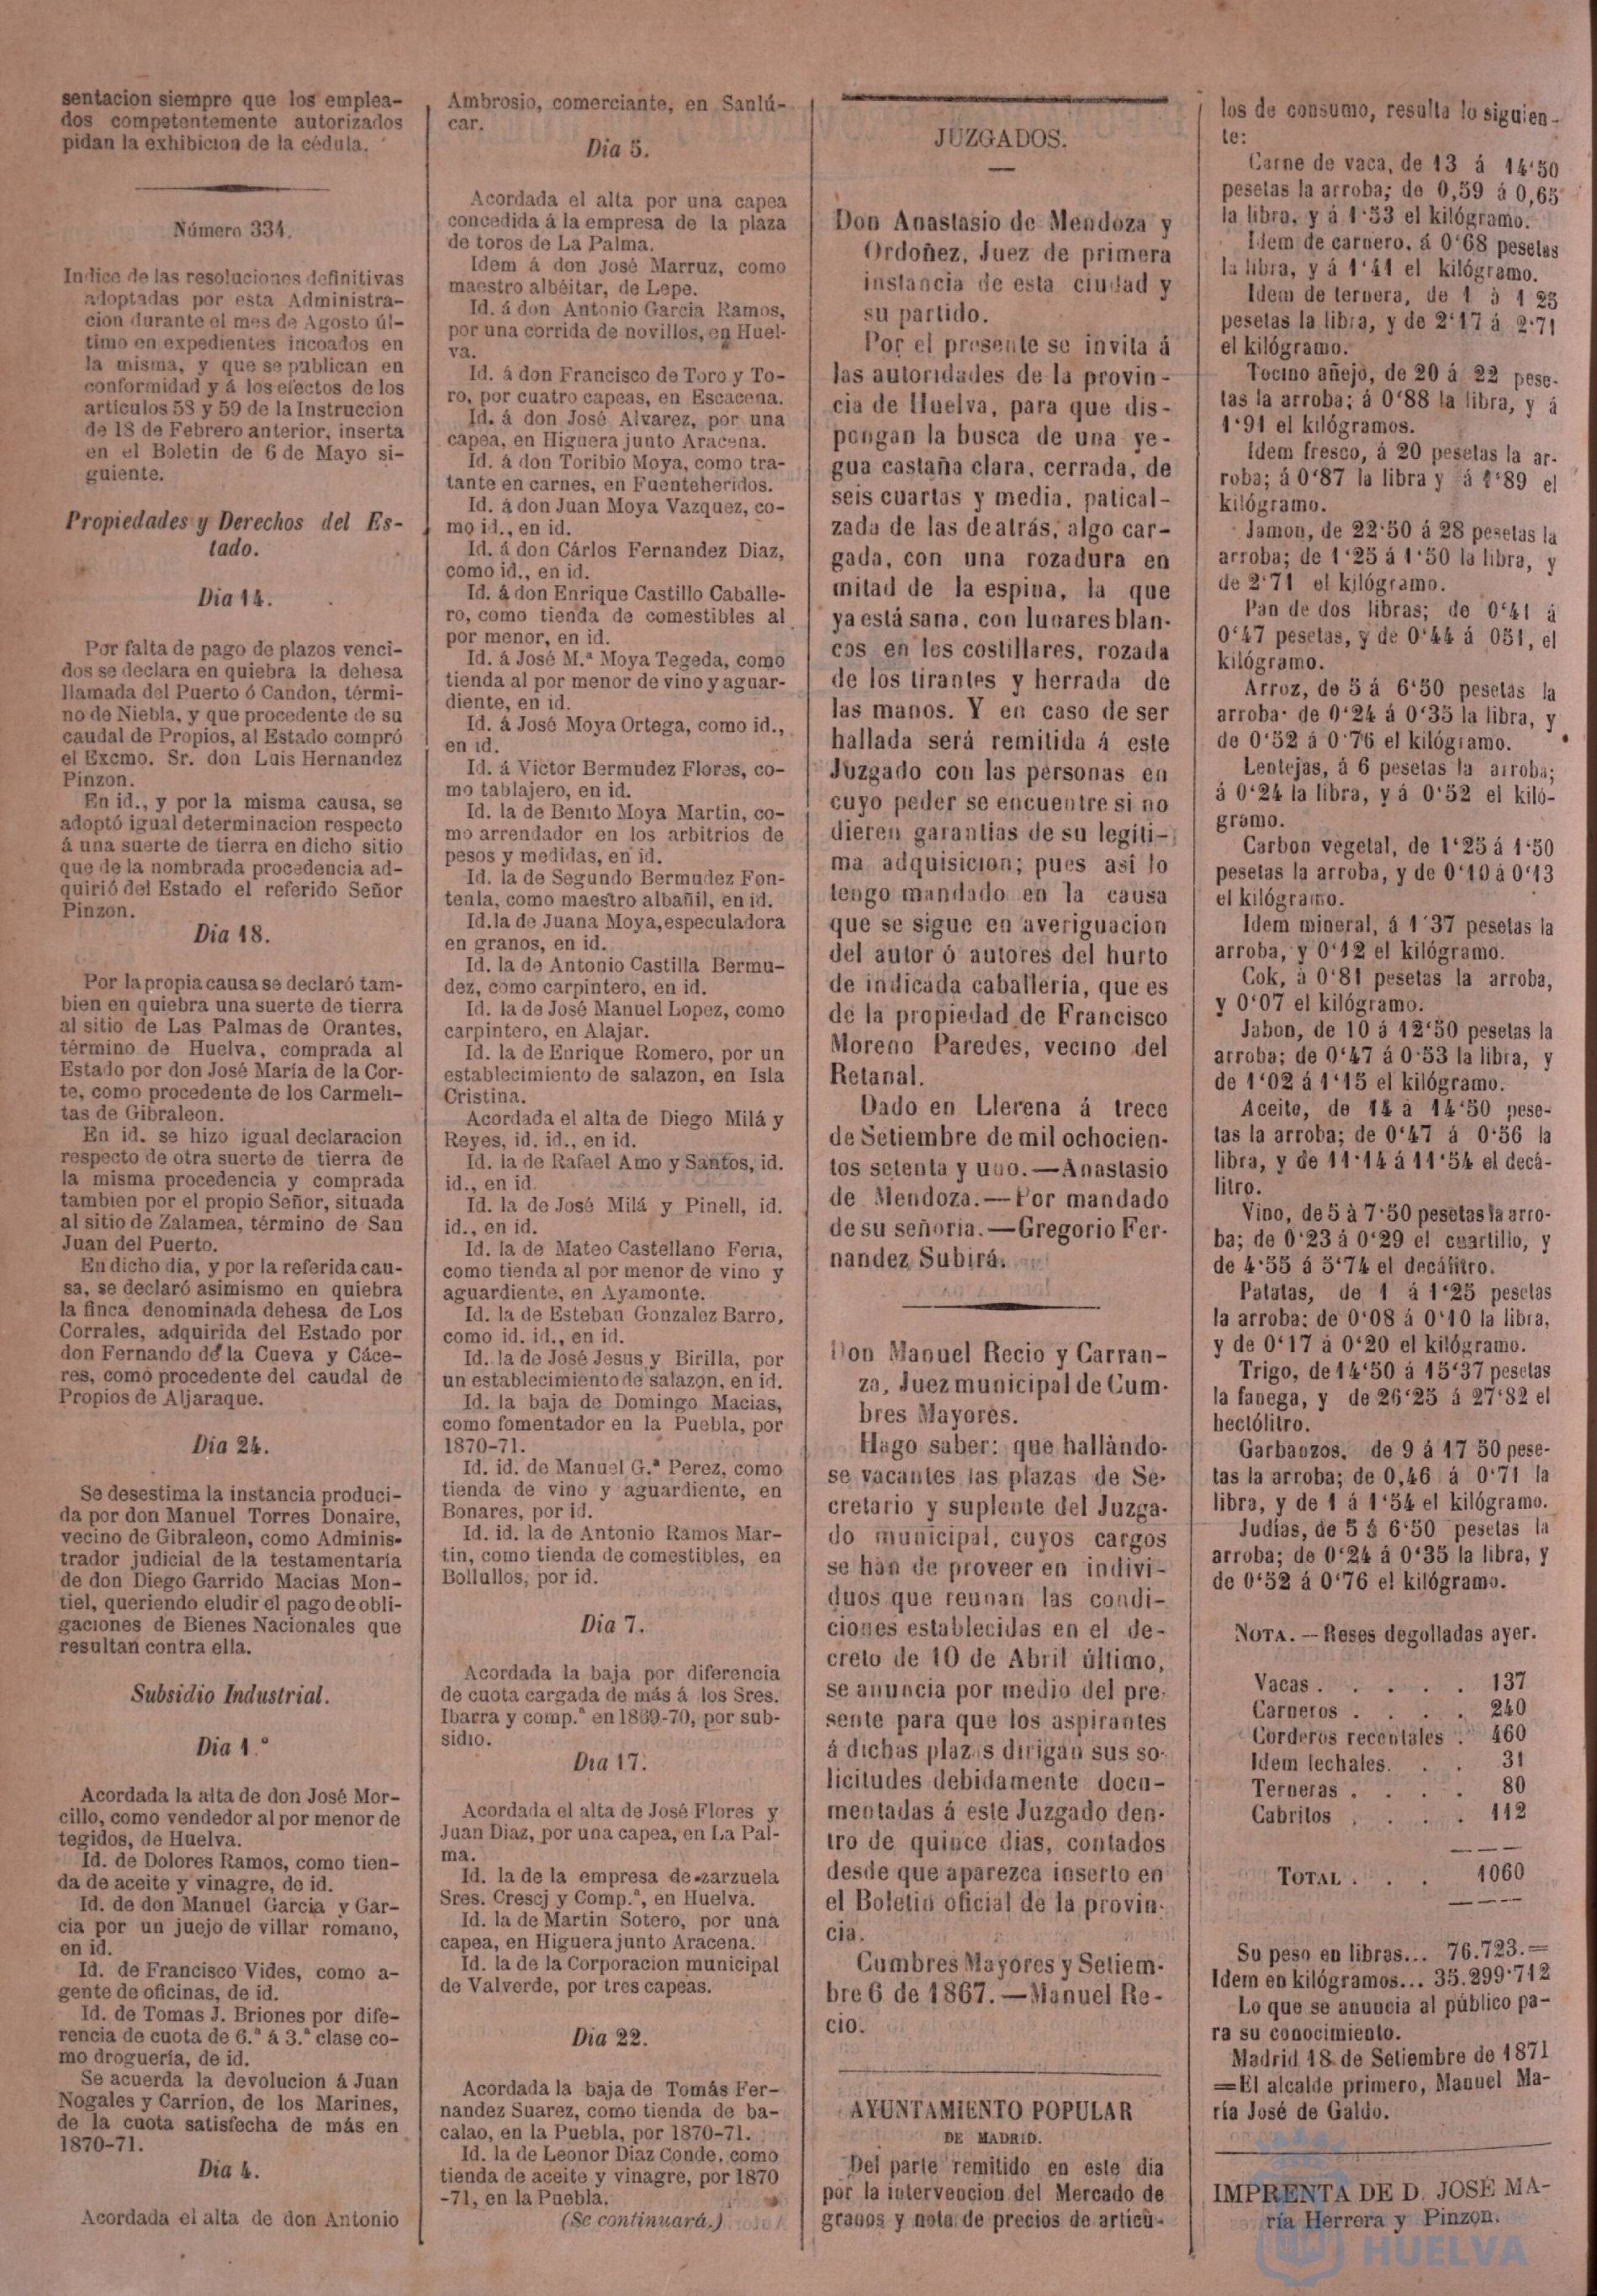 sentacion siempre que los emplea-
dos competentemente autorizados
pidan la exhibicion de la cédula.
Número 334.
Indice de las resoluciones definitivas
adoptadas por esta Administra-
cion durante el mes de Agosto úl-
timo en expedientes incoados en
la misma, y que se publican en
conformidad y á los efectos de los
artículos 58 y 59 de la Instruccion
de 18 de Febrero anterior, inserta
en el Boletin de 6 de Mayo si-
guiente.
Propiedades y Derechos del Es-
tado.
Dia 14.
Por falta de pago de plazos venci-
dos se declara en quiebra la dehesa
llamada del Puerto ó Candon, térmi-
no de Niebla, y que procedente de su
caudal de Propios, al Estado compró
el Excmo. Sr. don Luis Hernandez
Pinzon.
En id., y por la misma causa, se
adoptó igual determinacion respecto
á una suerte de tierra en dicho sitio
que de la nombrada procedencia ad-
quirió del Estado el referido Señor
Pinzon.
Dia 18.
Por la propia causa se declaró tam-
bien en quiebra una suerte de tierra
al sitio de Las Palmas de Orantes,
término de Huelva, comprada al
Estado por don José María de la Cor-
te, como procedente de los Carmeli-
tas de Gibraleon.
En id. se hizo igual declaracion
respecto de otra suerte de tierra de
la misma procedencia y comprada
tambien por el propio Señor, situada
al sitio de Zalamea, término de San
Juan del Puerto.
En dicho dia, y por la referida cau-
sa, se declaró asimismo en quiebra
la finca denominada dehesa de Los
Corrales, adquirida del Estado por
don Fernando de la Cueva y Cáce-
res, como procedente del caudal de
Propios de Aljaraque.
Dia 24.
Se desestima la instancia produci-
da por don Manuel Torres Donaire,
vecino de Gibraleon, como Adminis-
trador judicial de la testamentaría
de don Diego Garrido Macias Mon-
tiel, queriendo eludir el pago de obli-
gaciones de Bienes Nacionales que
resultan contra ella.
Subsidio Industrial.
Dia 1.°
Acordada la alta de don José Mor-
cillo, como vendedor al por menor de
tegidos, de Huelva.
Id. de Dolores Ramos, como tien-
da de aceite y vinagre, de id.
Id. de don Manuel Garcia y Gar-
cia por un juejo de villar romano,
en id.
Id. de Francisco Vides, como a-
gente de oficinas, de id.
Id. de Tomas J. Briones por dife-
rencia de cuota de 6.ª á 3.ª clase co-
mo droguería, de id.
Se acuerda la devolucion á Juan
Nogales y Carrion, de los Marines,
de la cuota satisfecha de más en
1870-71.
Dia 4.
Acordada el alta de don Antonio
Ambrosio, comerciante, en Sanlú-
car.
Dia 5.
Acordada el alta por una capea
concedida á la empresa de la plaza
de toros de La Palma.
Idem á don José Marruz, como
maestro albéitar, de Lepe.
Id. á don Antonio Garcia Ramos,
por una corrida de novillos, en Huel-
va.
Id. á don Francisco de Toro y To-
ro, por cuatro capeas, en Escacena.
Id. á don José Alvarez, por una
capea, en Higuera junto Aracena.
Id. á don Toribio Moya, como tra-
tante en carnes, en Fuenteheridos.
Id. á don Juan Moya Vazquez, co-
mo id., en id.
Id. á don Cárlos Fernandez Diaz,
como id., en id.
Id. á don Enrique Castillo Caballe-
ro, como tienda de comestibles al
por menor, en id.
Id. á José M.ª Moya Tegeda, como
tienda al por menor de vino y aguar-
diente, en id.
Id. á José Moya Ortega, como id.,
en id.
Id. á Victor Bermudez Flores, co-
mo tablajero, en id.
Id. la de Benito Moya Martin, co-
mo arrendador en los arbitrios de
pesos y medidas, en id.
Id. la de Segundo Bermudez Fon-
tenla, como maestro albañil, en id.
Id. la de Juana Moya, especuladora
en granos, en id.
Id. la de Antonio Castilla Bermu-
dez, como carpintero, en id.
Id. la de José Manuel Lopez, como
carpintero, en Alajar.
Id. la de Enrique Romero, por un
establecimiento de salazon, en Isla
Cristina.
Acordada el alta de Diego Milá y
Reyes, id. id., en id.
Id. la de Rafael Amo y Santos, id.
id., en id.
Id. la de José Milá y Pinell, id.
id., en id.
Id. la de Mateo Castellano Feria,
como tienda al por menor de vino y
aguardiente, en Ayamonte.
Id. la de Esteban Gonzalez Barro,
como id. id., en id.
Id. la de José Jesus y Birilla, por
un establecimiento de salazon, en id.
Id. la baja de Domingo Macias,
como fomentador en la Puebla, por
1870-71.
Id. id. de Manuel G.ª Perez, como
tienda de vino y aguardiente, en
Bonares, por id.
Id. id. la de Antonio Ramos Mar-
tin, como tienda de comestibles, en
Bollullos, por id.
Dia 7.
Acordada la baja por diferencia
de cuota cargada de más á los Sres.
Ibarra y comp.ª en 1869-70, por sub-
sidio.
Dia 17.
Acordada el alta de José Flores y
Juan Diaz, por una capea, en La Pal-
ma.
Id. la de la empresa de zarzuela
Sres. Crescj y Comp.ª, en Huelva.
Id. la de Martin Sotero, por una
capea, en Higuera junto Aracena.
Id. la de la Corporacion municipal
de Valverde, por tres capeas.
Dia 22.
Acordada la baja de Tomás Fer-
nandez Suarez, como tienda de ba-
calao, en la Puebla, por 1870-71.
Id. la de Leonor Diaz Conde, como
tienda de aceite y vinagre, por 1870
-71, en la Puebla.
(Se continuará.)
JUZGADOS.
Don Anastasio de Mendoza y
Ordoñez, Juez de primera
instancia de esta ciudad y
su partido.
Por el presente se invita á
las autoridades de la provin-
cia de Huelva, para que dis-
pongan la busca de una ye-
gua castaña clara, cerrada, de
seis cuartas y media, patical-
zada de las de atrás, algo car-
gada, con una rozadura en
mitad de la espina, la que
ya está sana, con lunares blan-
cos en los costillares, rozada
de los tirantes y herrada de
las manos. Y en caso de ser
hallada será remitida á este
Juzgado con las personas en
cuyo peder se encuentre si no
dieren garantías de su legíti-
ma adquisicion; pues así lo
tengo mandado en la causa
que se sigue en averiguacion
del autor ó autores del hurto
de indicada caballeria, que es
de la propiedad de Francisco
Moreno Paredes, vecino del
Retanal.
Dado en Llerena á trece
de Setiembre de mil ochocien-
tos setenta y uno.—Anastasio
de Mendoza.—Por mandado
de su señoria.—Gregorio Fer-
nandez Subirá.
Don Manuel Recio y Carran-
za, Juez municipal de Cum-
bres Mayores.
Hago saber: que hallándo-
se vacantes las plazas de Se-
cretario y suplente del Juzga-
do municipal, cuyos cargos
se han de proveer en indivi-
duos que reunan las condi-
ciones establecidas en el de-
creto de 10 de Abril último,
se anuncia por medio del pre-
sente para que los aspirantes
á dichas plazas dirigan sus so-
licitudes debidamente docu-
mentadas á este Juzgado den-
tro de quince dias, contados
desde que aparezca inserto en
el Boletin oficial de la provin-
cia.
Cumbres Mayores y Setiem-
bre 6 de 1867.—Manuel Re-
cio.
AYUNTAMIENTO POPULAR
DE MADRID.
Del parte remitido en este dia
por la intervencion del Mercado de
granos y nota de precios de articu-
los de consumo, resulta lo siguien-
te:
Carne de vaca, de 13 á 14‘50
pesetas la arroba; de 0,59 á 0,65
la libra, y á 1‘53 el kilógramo.
Idem de carnero, á 0‘68 pesetas
la libra, y á 1‘41 el kilógramo.
Idem de ternera, de 1 á 1 25
pesetas la libra, y de 2‘17 á 2‘71
el kilógramo.
Tocino añejo, de 20 á 22 pese-
tas la arroba; á 0‘88 la libra, y á
1‘91 el kilógramos.
Idem fresco, á 20 pesetas la ar-
roba; á 0‘87 la libra y á 1‘89 el
kilógramo.
Jamon, de 22‘50 á 28 pesetas la
arroba; de 1‘25 á 1‘50 la libra, y
de 2‘71 el kilógramo.
Pan de dos libras; de 0‘41 á
0‘47 pesetas, y de 0‘44 á 051, el
kilógramo.
Arroz, de 5 á 6‘50 pesetas la
arroba· de 0‘24 á 0‘35 la libra, y
de 0‘52 á 0‘76 el kilógramo.
Lentejas, á 6 pesetas la arroba;
á 0‘24 la libra, y á 0‘52 el kiló-
gramo.
Carbon vegetal, de 1‘25 á 1‘50
pesetas la arroba, y de 0‘10 á 0‘13
el kilógramo.
Idem mineral, á 1‘37 pesetas la
arroba, y 0‘12 el kilógramo.
Cok, á 0‘81 pesetas la arroba,
y 0‘07 el kilógramo.
Jabon, de 10 á 12‘50 pesetas la
arroba; de 0‘47 á 0‘53 la libra, y
de 1‘02 á 1‘15 el kilógramo.
Aceite, de 14 á 14‘50 pese-
tas la arroba; de 0‘47 á 0‘56 la
libra, y de 11‘14 á 11‘54 el decá-
litro.
Vino, de 5 à 7‘50 pesetas la arro-
ba; de 0‘23 á 0‘29 el cuartillo, y
de 4‘55 á 5‘74 el decálitro.
Patatas, de 1 á 1‘25 pesetas
la arroba; de 0‘08 á 0‘10 la libra,
y de 0‘17 á 0‘20 el kilógramo.
Trigo, de 14‘50 á 15‘37 pesetas
la fanega, y de 26‘25 á 27‘82 el
hectólitro.
Garbanzos, de 9 á 17 50 pese-
tas la arroba; de 0,46 á 0‘71 la
libra, y de 1 á 1‘54 el kilógramo.
Judias, de 5 á 6‘50 pesetas la
arroba; de 0‘24 á 0‘35 la libra, y
de 0‘52 á 0‘76 el kilógramo.
NOTA. — Reses degolladas ayer.
Vacas . . . . . . 137
Carneros . . . . . 240
Corderos recentales . 460
Idem lechales. . . 31
Terneras . . . . . 80
Cabritos . . . . . 112
TOTAL . . . 1060
Su peso en libras... 76.723.=
Idem en kilógramos... 35.299‘712
Lo que se anuncia al público pa-
ra su conocimiento.
Madrid 18 de Setiembre de 1871
=El alcalde primero, Manuel Ma-
ría José de Galdo.
IMPRENTA DE D. JOSÉ MA-
ría Herrera y Pinzon.
HUELVA